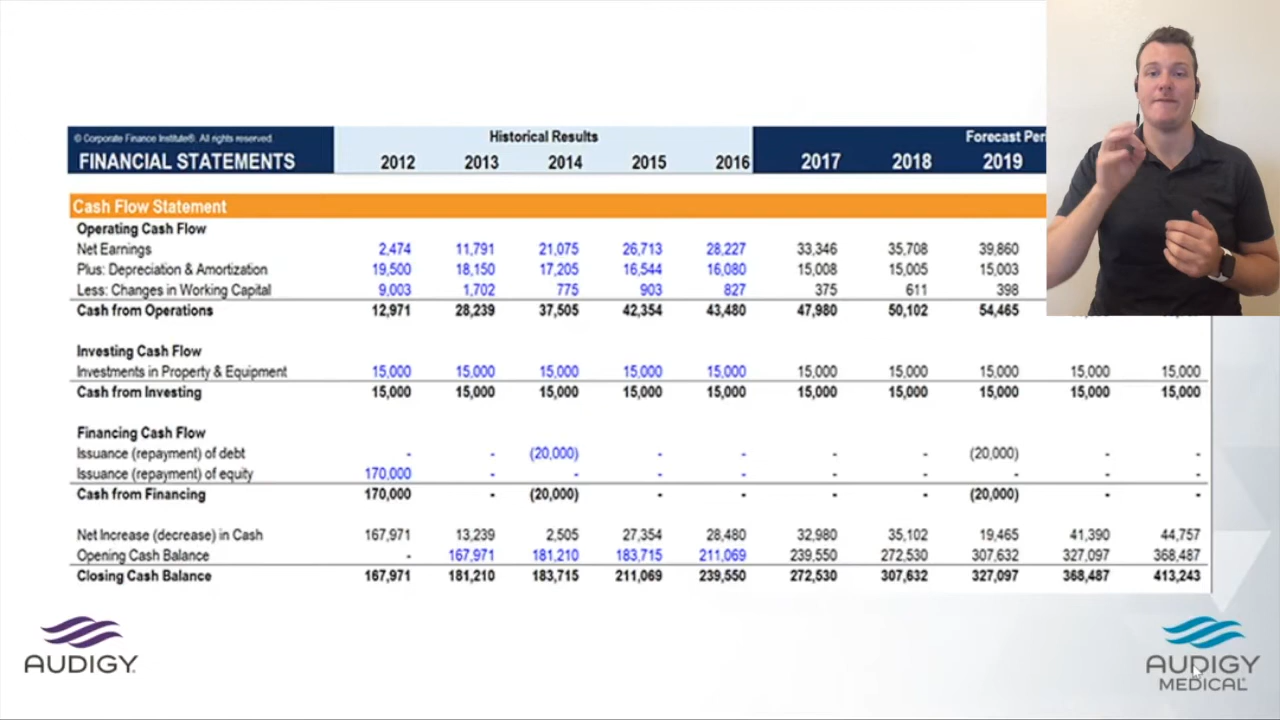 © Corporate Finance Institute®. All rights reserved.
Historical Results
FINANCIAL STATEMENTS 2012 2013 2014 2015 2016 2017 2018 2019
Forecast
Cash Flow Statement
Operating Cash Flow
Net Earnings 2,474 11,791 21,075 26,713 28,227 33,346 35,708 39,860
Plus: Depreciation & Amortization 19,500 18,150 17,205 16,544 16,080 15,008 15,005 15,003
Less: Changes in Working Capital 9,003 1,702 775 903 827 375 611 398
Cash from Operations 12,971 28,239 37,505 42,354 43,480 47,980 50,102 54,465
Investing Cash Flow
Investments in Property & Equipment 15,000 15,000 15,000 15,000 15,000 15,000 15,000 15,000 15,000 15,000
Cash from Investing 15,000 15,000 15,000 15,000 15,000 15,000 15,000 15,000 15,000 15,000
Financing Cash Flow
Issuance (repayment) of debt - - (20,000) - - - - (20,000) - -
Issuance (repayment) of equity 170,000 - - - - - - - - -
Cash from Financing 170,000 - (20,000) - - - - (20,000) - -
Net Increase (decrease) in Cash 167,971 13,239 2,505 27,354 28,480 32,980 35,102 19,465 41,390 44,757
Opening Cash Balance - 167,971 181,210 183,715 211,069 239,550 272,530 307,632 327,097 368,487
Closing Cash Balance 167,971 181,210 183,715 211,069 239,550 272,530 307,632 327,097 368,487 413,243
AUDIGY®
AUDIGY
MEDICAL®